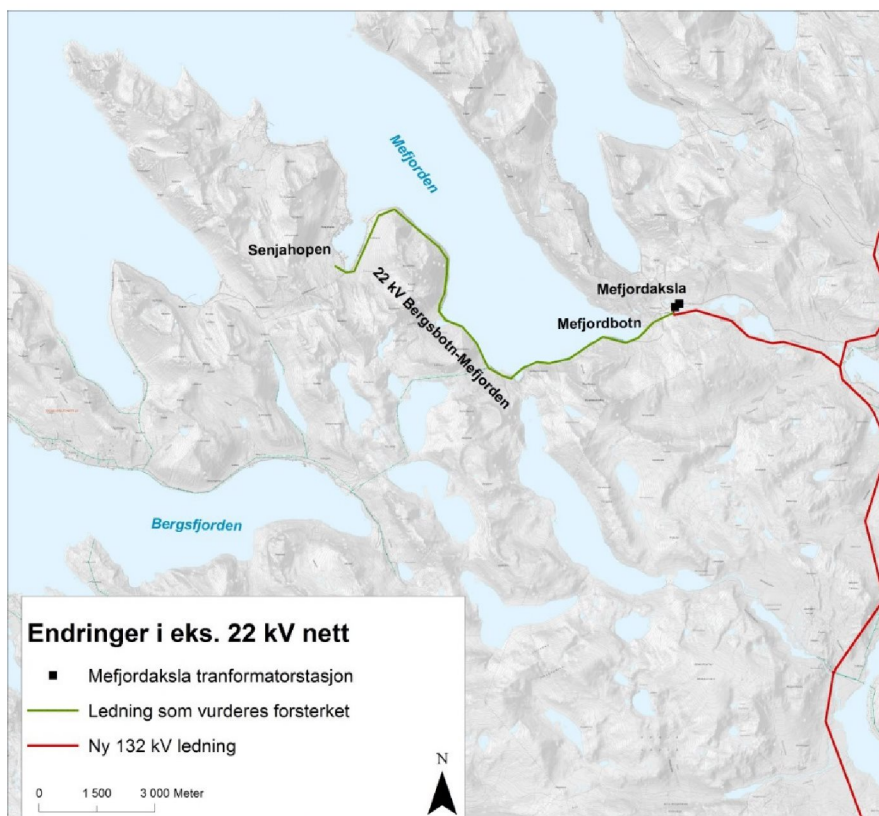 Mefjorden
Senjahopen
22 kV Bergsbotn-Mefjorden
Mefjordaksla
Mefjordbotn
Bergsfjorden
Endringer i eks. 22 kV nett
Mefjordaksla tranformatorstasjon
Ledning som vurderes forsterket
Ny 132 kV ledning
N
0 1 500 3 000 Meter